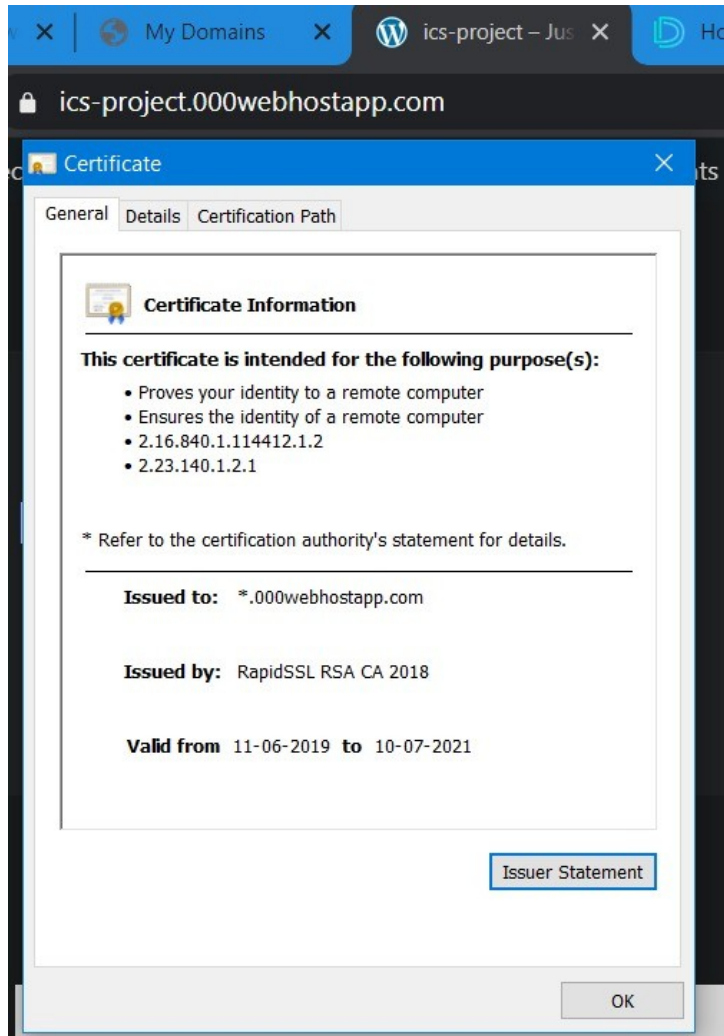 My Domains ics-project – Jus Ho
ics-project.000webhostapp.com
Certificate
General Details Certification Path
Certificate Information
This certificate is intended for the following purpose(s):
• Proves your identity to a remote computer
• Ensures the identity of a remote computer
• 2.16.840.1.114412.1.2
• 2.23.140.1.2.1
* Refer to the certification authority's statement for details.
Issued to: *.000webhostapp.com
Issued by: RapidSSL RSA CA 2018
Valid from 11-06-2019 to 10-07-2021
Issuer Statement
OK